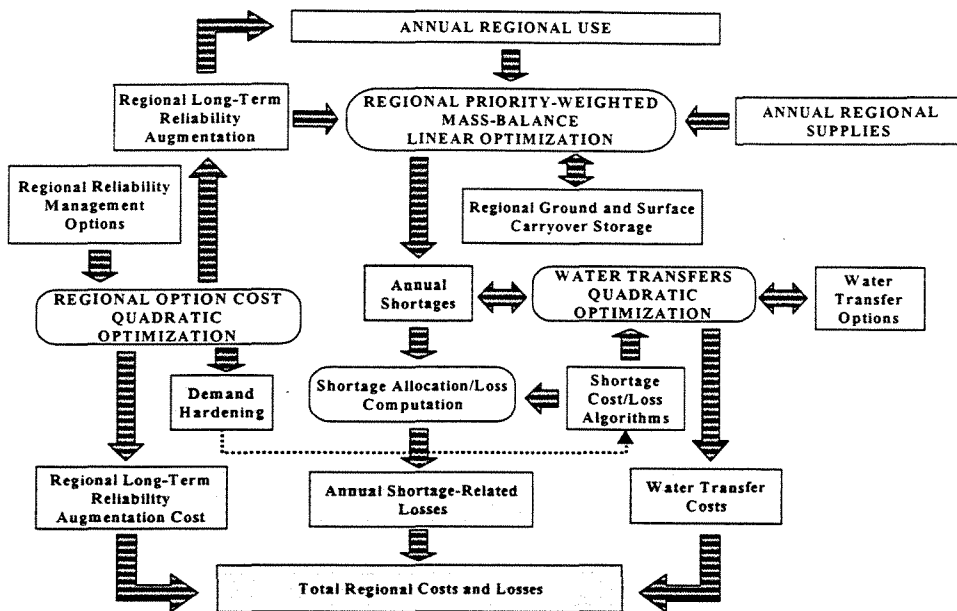 ANNUAL REGIONAL USE
Regional Long-Term
Reliability
Augmentation
REGIONAL PRIORITY-WEIGHTED
MASS-BALANCE
LINEAR OPTIMIZATION
ANNUAL REGIONAL
SUPPLIES
Regional Reliability
Management
Options
Regional Ground and Surface
Carryover Storage
REGIONAL OPTION COST
QUADRATIC
OPTIMIZATION
Annual
Shortages
WATER TRANSFERS
QUADRATIC
OPTIMIZATION
Water
Transfer
Options
Demand
Hardening
Shortage Allocation/Loss
Computation
Shortage
Cost/Loss
Algorithms
Regional Long-Term
Reliability
Augmentation Cost
Annual Shortage-Related
Losses
Water Transfer
Costs
Total Regional Costs and Losses